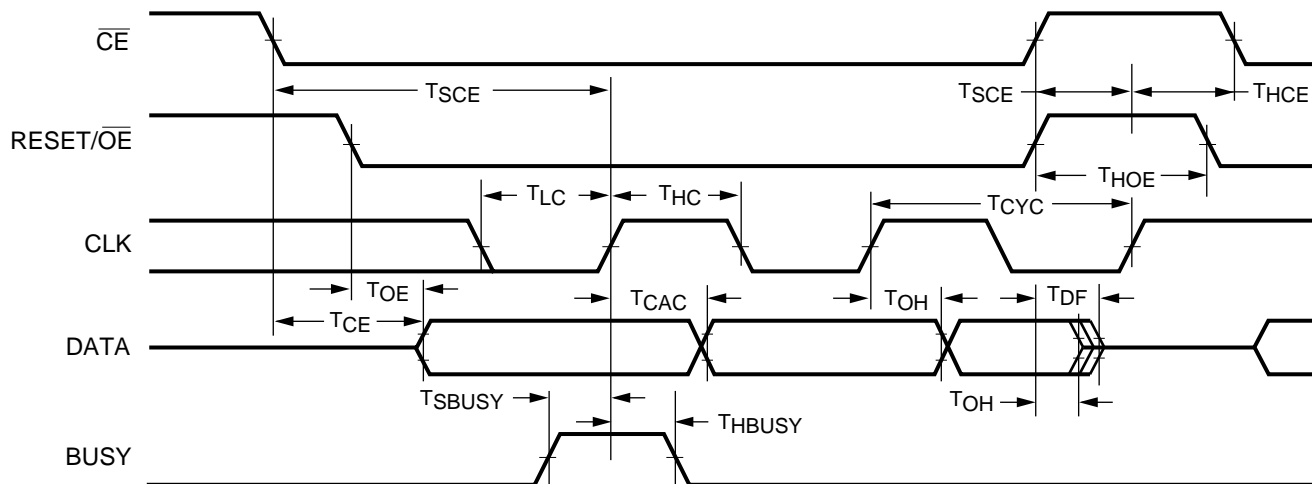 CE
TSCE TSCE THCE
RESET/OE
TLC THC THOE
TCYC
CLK
TOE TCAC TOH TDF
TCE
DATA
TSBUSY TOH
THBUSY
BUSY